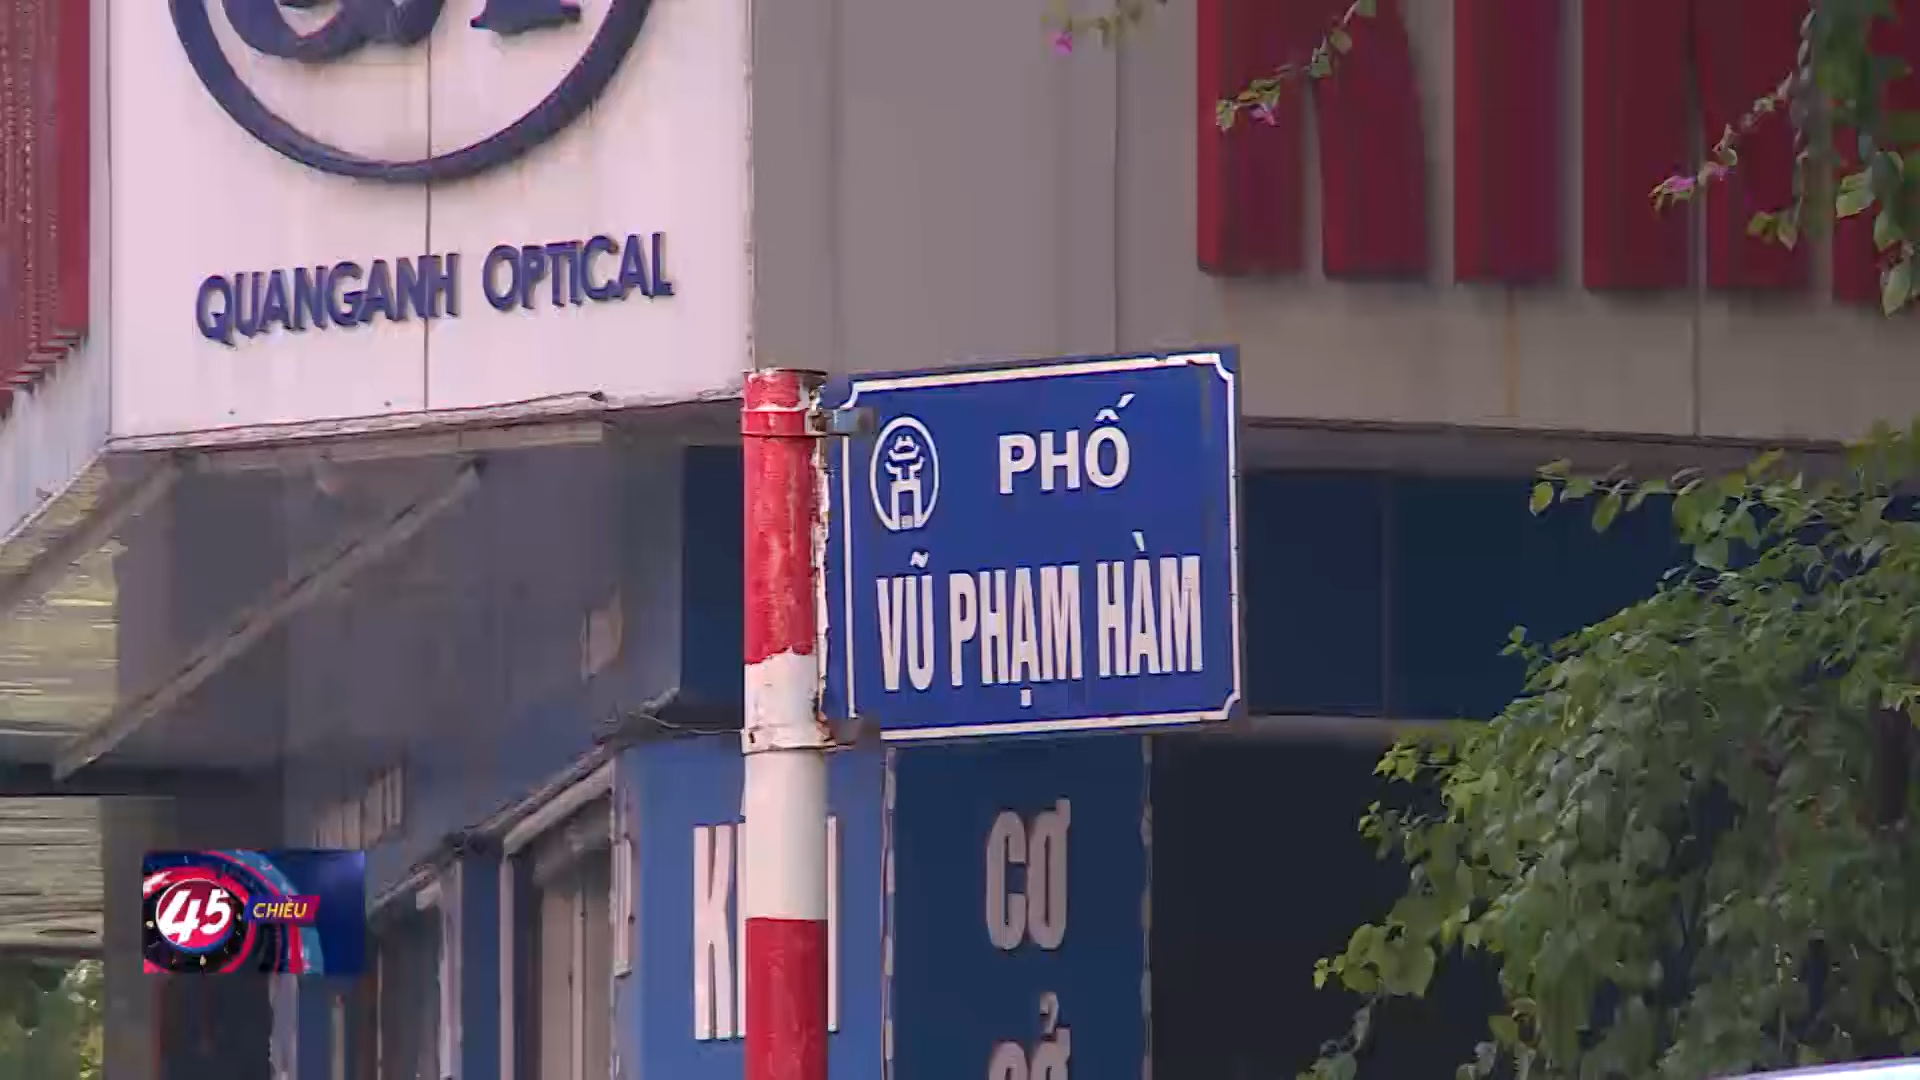 QUANGANH OPTICAL
PHỐ
VŨ PHẠM HÀM
CƠ
45
CHIỀU